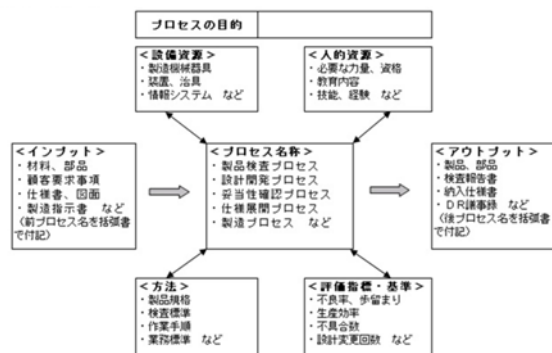 プロセスの目的
＜設備資源＞
・製造機械器具
・装置、治具
・情報システム　など
＜人的資源＞
・必要な力量、資格
・教育内容
・技能、経験　など
＜インプット＞
・材料、部品
・顧客要求事項
・仕様書、図面
・製造指示書　など
（前プロセス名を括弧書
で付記）
＜プロセス名称＞
・製品検査プロセス
・設計開発プロセス
・妥当性確認プロセス
・仕様展開プロセス
・製造プロセス　など
＜アウトプット＞
・製品、部品
・検査報告書
・納入仕様書
・ＤＲ議事録　など
（後プロセス名を括弧書
で付記）
＜方法＞
・製品規格
・検査標準
・作業手順
・業務標準　など
＜評価指標・基準＞
・不良率、歩留まり
・生産効率
・不具合数
・設計変更回数　など